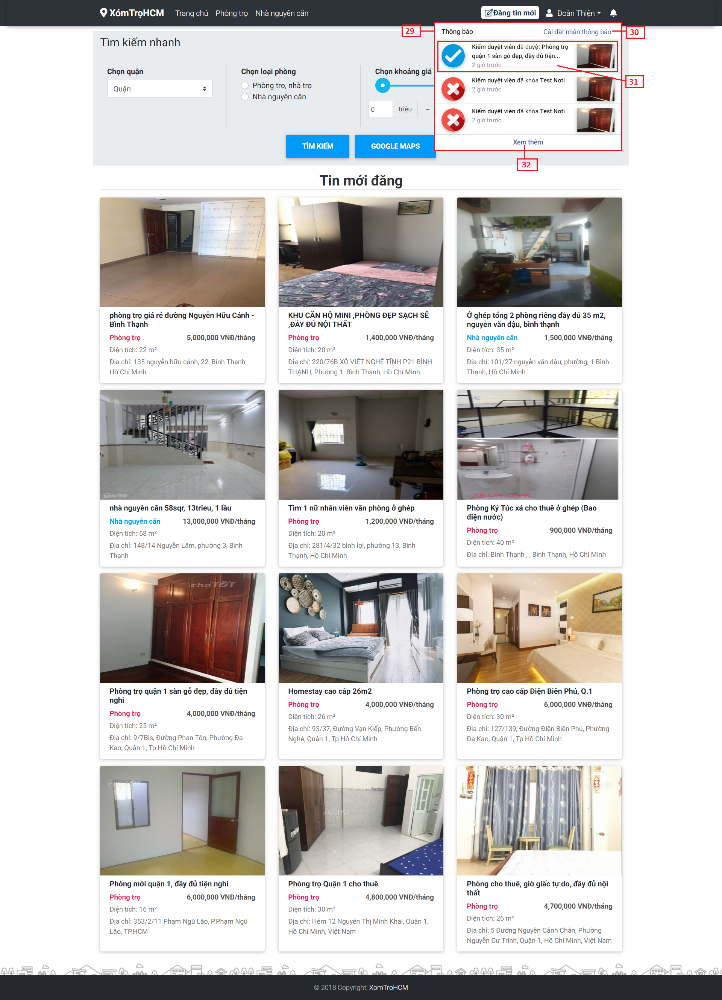 XómTrọHCM Trang chủ Phòng trọ Nhà nguyên căn Đăng tin mới Đoàn Thiện
29
Thông báo Cài đặt nhận thông báo
30
Tìm kiếm nhanh
Kiểm duyệt viên đã duyệt Phòng trọ
quận 1 sàn gỗ đẹp, đầy đủ tiện...
2 giờ trước
31
Kiểm duyệt viên đã khóa Test Noti
2 giờ trước
Kiểm duyệt viên đã khóa Test Noti
2 giờ trước
Xem thêm
32
Chọn quận
Quận
Chọn loại phòng
Phòng trọ, nhà trọ
Nhà nguyên căn
Chọn khoảng giá
0 triệu –
TÌM KIẾM GOOGLE MAPS
Tin mới đăng
phòng trọ giá rẻ đường Nguyễn Hữu Cảnh -
Bình Thạnh
Phòng trọ 5,000,000 VNĐ/tháng
Diện tích: 22 m²
Địa chỉ: 135 nguyễn hữu cảnh, 22, Bình Thạnh,
Hồ Chí Minh
KHU CĂN HỘ MINI ,PHÒNG ĐẸP SẠCH SẼ
,ĐẦY ĐỦ NỘI THẤT
Phòng trọ 1,400,000 VNĐ/tháng
Diện tích: 20 m²
Địa chỉ: 220/76B XÔ VIẾT NGHỆ TĨNH P21 BÌNH
THẠNH, Phường 1, Bình Thạnh, Hồ Chí Minh
Ở ghép tổng 2 phòng riêng đầy đủ 35 m2,
nguyễn văn đậu, bình thạnh
Nhà nguyên căn 1,500,000 VNĐ/tháng
Diện tích: 35 m²
Địa chỉ: 101/27 nguyễn văn đậu, phường, 1 Bình
Thạnh, Hồ Chí Minh
nhà nguyên căn 58sqr, 13trieu, 1 lầu
Nhà nguyên căn 13,000,000 VNĐ/tháng
Diện tích: 58 m²
Địa chỉ: 148/14 Nguyễn Lâm, phường 3, Bình
Thạnh
Tìm 1 nữ nhân viên văn phòng ở ghép
Phòng trọ 1,200,000 VNĐ/tháng
Diện tích: 20 m²
Địa chỉ: 281/4/32 bình lợi, phường 13, Bình
Thạnh, Hồ Chí Minh
281/5 UVK
Phòng Ký Túc xá cho thuê ở ghép (Bao
điện nước)
Phòng trọ 900,000 VNĐ/tháng
Diện tích: 40 m²
Địa chỉ: Bình Thạnh , , Bình Thạnh, Hồ Chí Minh
chợTỐT
Phòng trọ quận 1 sàn gỗ đẹp, đầy đủ tiện
nghi
Phòng trọ 4,000,000 VNĐ/tháng
Diện tích: 25 m²
Địa chỉ: 9/7Bis, Đường Phan Tôn, Phường Đa
Kao, Quận 1, Tp Hồ Chí Minh
chợTỐT
Homestay cao cấp 26m2
Phòng trọ 4,000,000 VNĐ/tháng
Diện tích: 26 m²
Địa chỉ: 93/37, Đường Vạn Kiếp, Phường Bến
Nghé, Quận 1, Tp Hồ Chí Minh
chợTỐT
Phòng trọ cao cấp Điện Biên Phủ, Q.1
Phòng trọ 6,000,000 VNĐ/tháng
Diện tích: 30 m²
Địa chỉ: 127/139, Đường Điện Biên Phủ, Phường
Đa Kao, Quận 1, Tp Hồ Chí Minh
chợTỐT
Phòng mới quận 1, đầy đủ tiện nghi
Phòng trọ 6,000,000 VNĐ/tháng
Diện tích: 16 m²
Địa chỉ: 353/2/11 Phạm Ngũ Lão, P.Phạm Ngũ
Lão, TP.HCM
chợTỐT
Phòng trọ Quận 1 cho thuê
Phòng trọ 4,800,000 VNĐ/tháng
Diện tích: 30 m²
Địa chỉ: Hẻm 12 Nguyễn Thị Minh Khai, Quận 1,
Hồ Chí Minh, Việt Nam
chợTỐT
Phòng cho thuê, giờ giấc tự do, đầy đủ nội
thất
Phòng trọ 4,700,000 VNĐ/tháng
Diện tích: 26 m²
Địa chỉ: 5 Đường Nguyễn Cảnh Chân, Phường
Nguyễn Cư Trinh, Quận 1, Hồ Chí Minh, Việt Nam
© 2018 Copyright: XomTroHCM